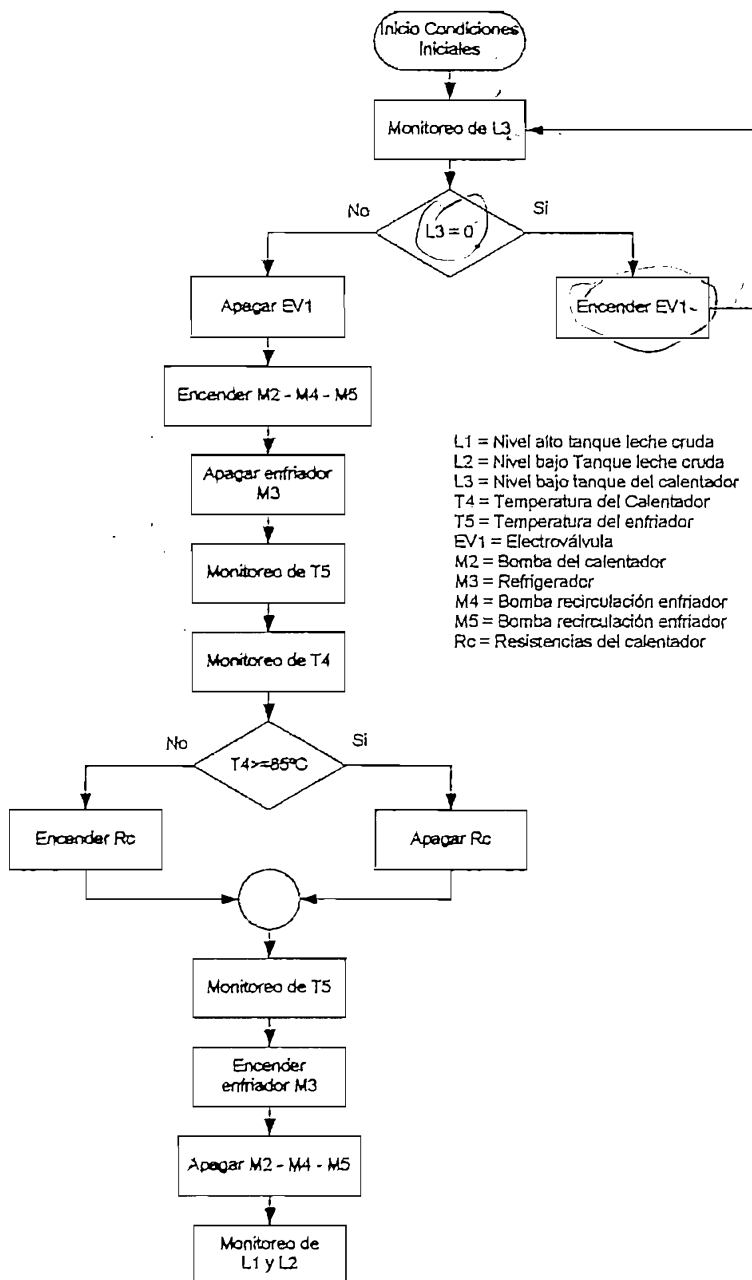 Inicio Condiciones
Iniciales
Monitoreo de L3
No
Si
L3 = 0
Apagar EV1
Encender EV1
Encender M2 - M4 - M5
Apagar enfriador
M3
Monitoreo de T5
Monitoreo de T4
L1 = Nivel alto tanque leche cruda
L2 = Nivel bajo Tanque leche cruda
L3 = Nivel bajo tanque del calentador
T4 = Temperatura del Calentador
T5 = Temperatura del enfriador
EV1 = Electroválvula
M2 = Bomba del calentador
M3 = Refrigerador
M4 = Bomba recirculación enfriador
M5 = Bomba recirculación enfriador
Rc = Resistencias del calentador
No
Si
T4>=85ºC
Encender Rc
Apagar Rc
Monitoreo de T5
Encender
enfriador M3
Apagar M2 - M4 - M5
Monitoreo de
L1 y L2